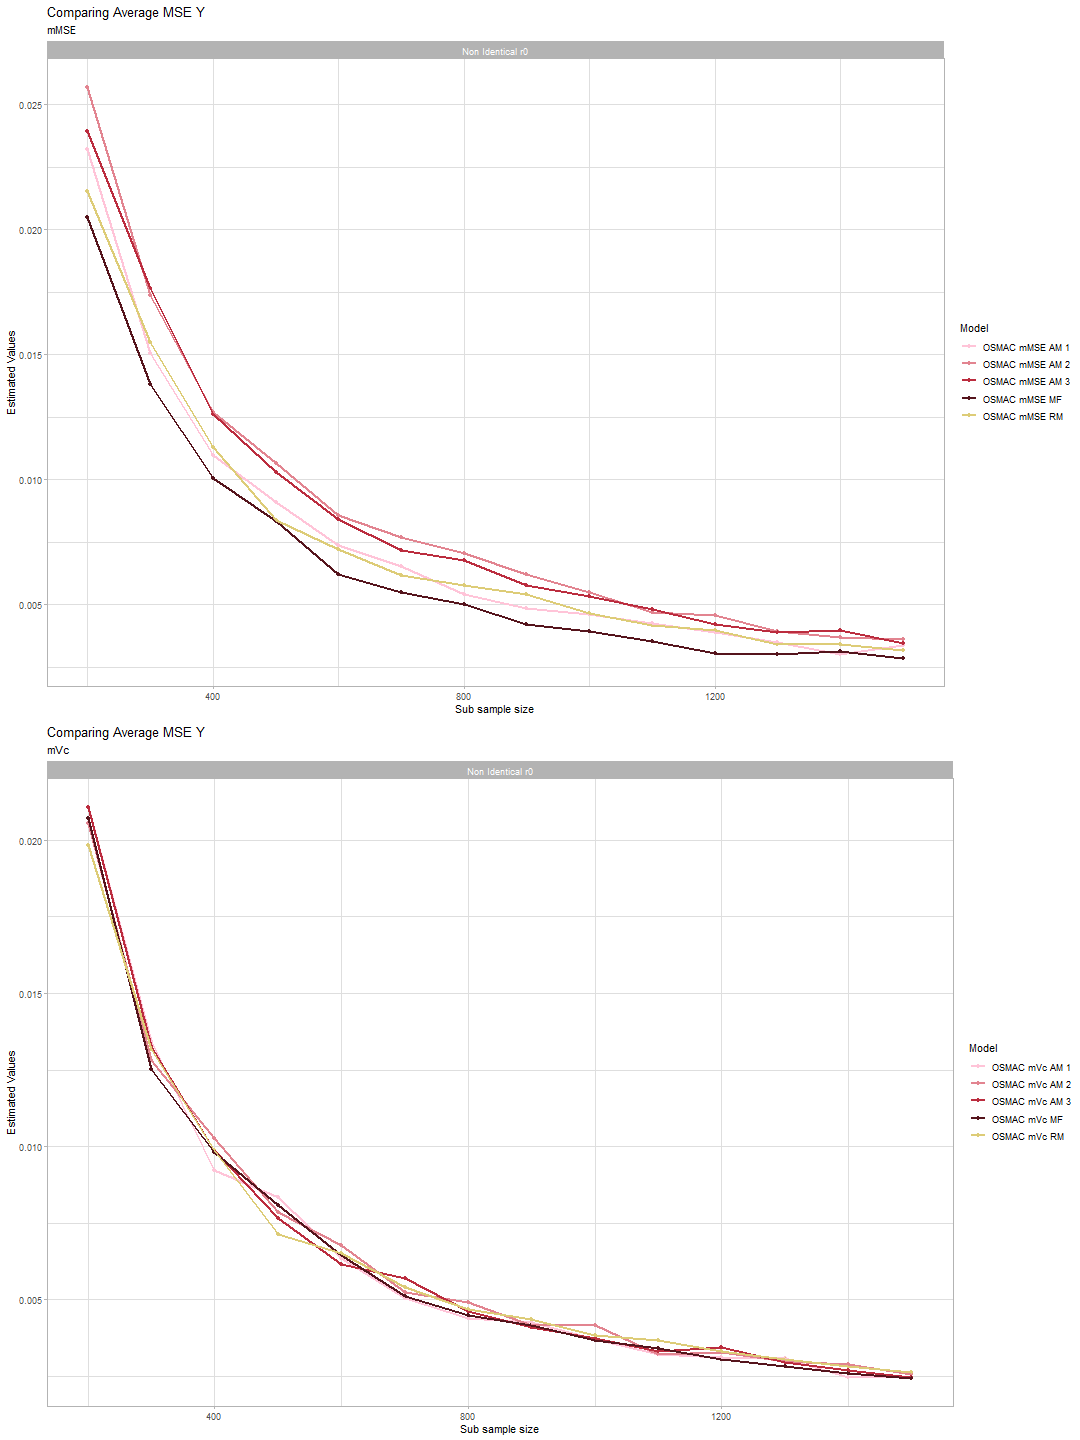 Comparing Average MSE Y
mMSE
Non Identical r0
0.025
0.020
0.015
0.010
0.005
Estimated Values
400
800
1200
Sub sample size
Model
OSMAC mMSE AM 1
OSMAC mMSE AM 2
OSMAC mMSE AM 3
OSMAC mMSE MF
OSMAC mMSE RM
Comparing Average MSE Y
mVc
Non Identical r0
0.020
0.015
0.010
0.005
Estimated Values
400
800
1200
Sub sample size
Model
OSMAC mVc AM 1
OSMAC mVc AM 2
OSMAC mVc AM 3
OSMAC mVc MF
OSMAC mVc RM